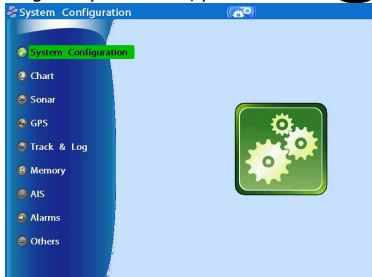 System Configuration
System Configuration
Chart
Sonar
GPS
Track & Log
Memory
AIS
Alarms
Others